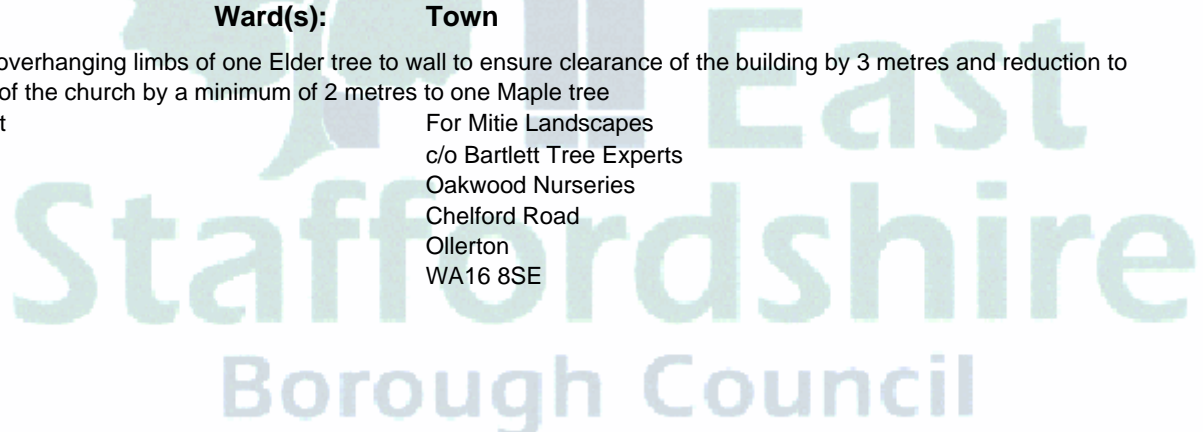 Ward(s): Town
overhanging limbs of one Elder tree to wall to ensure clearance of the building by 3 metres and reduction to
of the church by a minimum of 2 metres to one Maple tree
t For Mitie Landscapes
c/o Bartlett Tree Experts
Oakwood Nurseries
Chelford Road
Ollerton
WA16 8SE
East
Staffordshire
Borough Council